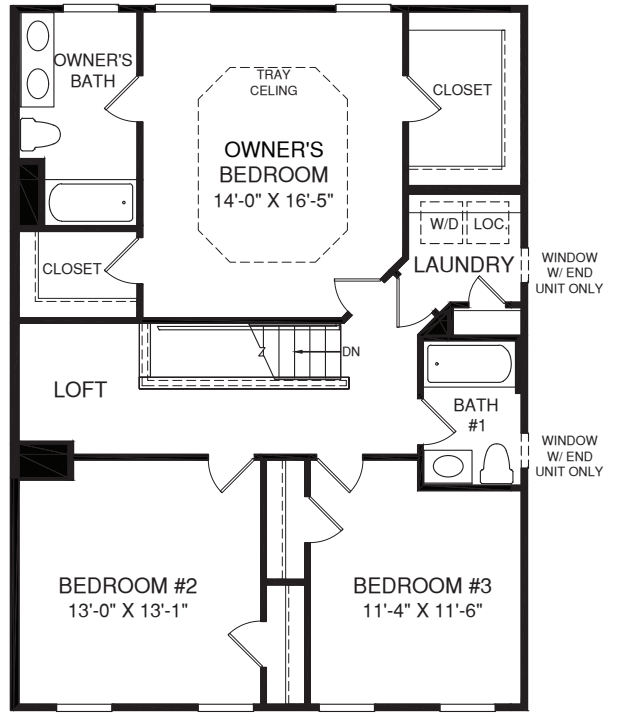 OWNER'S
BATH
TRAY
CELING
CLOSET
OWNER'S
BEDROOM
14'-0" X 16'-5"
W/D LOC.
CLOSET
LAUNDRY
WINDOW
W/ END
UNIT ONLY
DN
LOFT
BATH
#1
WINDOW
W/ END
UNIT ONLY
BEDROOM #2
13'-0" X 13'-1"
BEDROOM #3
11'-4" X 11'-6"